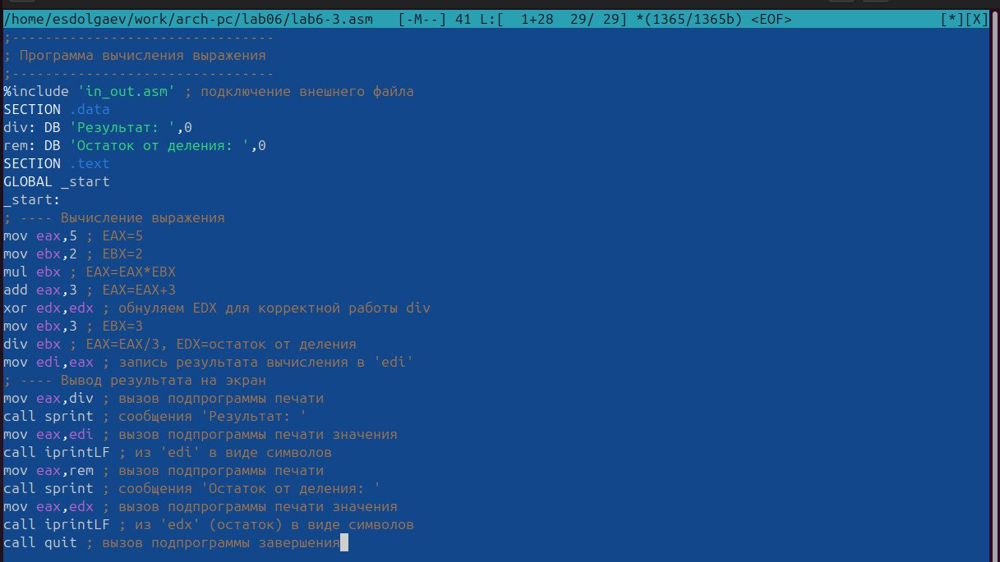 /home/esdolgaev/work/arch-pc/lab06/lab6-3.asm   [-M--] 41 L:[  1+28  29/ 29] *(1365/1365b) <EOF>                  [*][X]
;--------------------------------
; Программа вычисления выражения
;--------------------------------
%include 'in_out.asm' ; подключение внешнего файла
SECTION .data
div: DB 'Результат: ',0
rem: DB 'Остаток от деления: ',0
SECTION .text
GLOBAL _start
_start:
; ---- Вычисление выражения
mov eax,5 ; EAX=5
mov ebx,2 ; EBX=2
mul ebx ; EAX=EAX*EBX
add eax,3 ; EAX=EAX+3
xor edx,edx ; обнуляем EDX для корректной работы div
mov ebx,3 ; EBX=3
div ebx ; EAX=EAX/3, EDX=остаток от деления
mov edi,eax ; запись результата вычисления в 'edi'
; ---- Вывод результата на экран
mov eax,div ; вызов подпрограммы печати
call sprint ; сообщения 'Результат: '
mov eax,edi ; вызов подпрограммы печати значения
call iprintLF ; из 'edi' в виде символов
mov eax,rem ; вызов подпрограммы печати
call sprint ; сообщения 'Остаток от деления: '
mov eax,edx ; вызов подпрограммы печати значения
call iprintLF ; из 'edx' (остаток) в виде символов
call quit ; вызов подпрограммы завершения